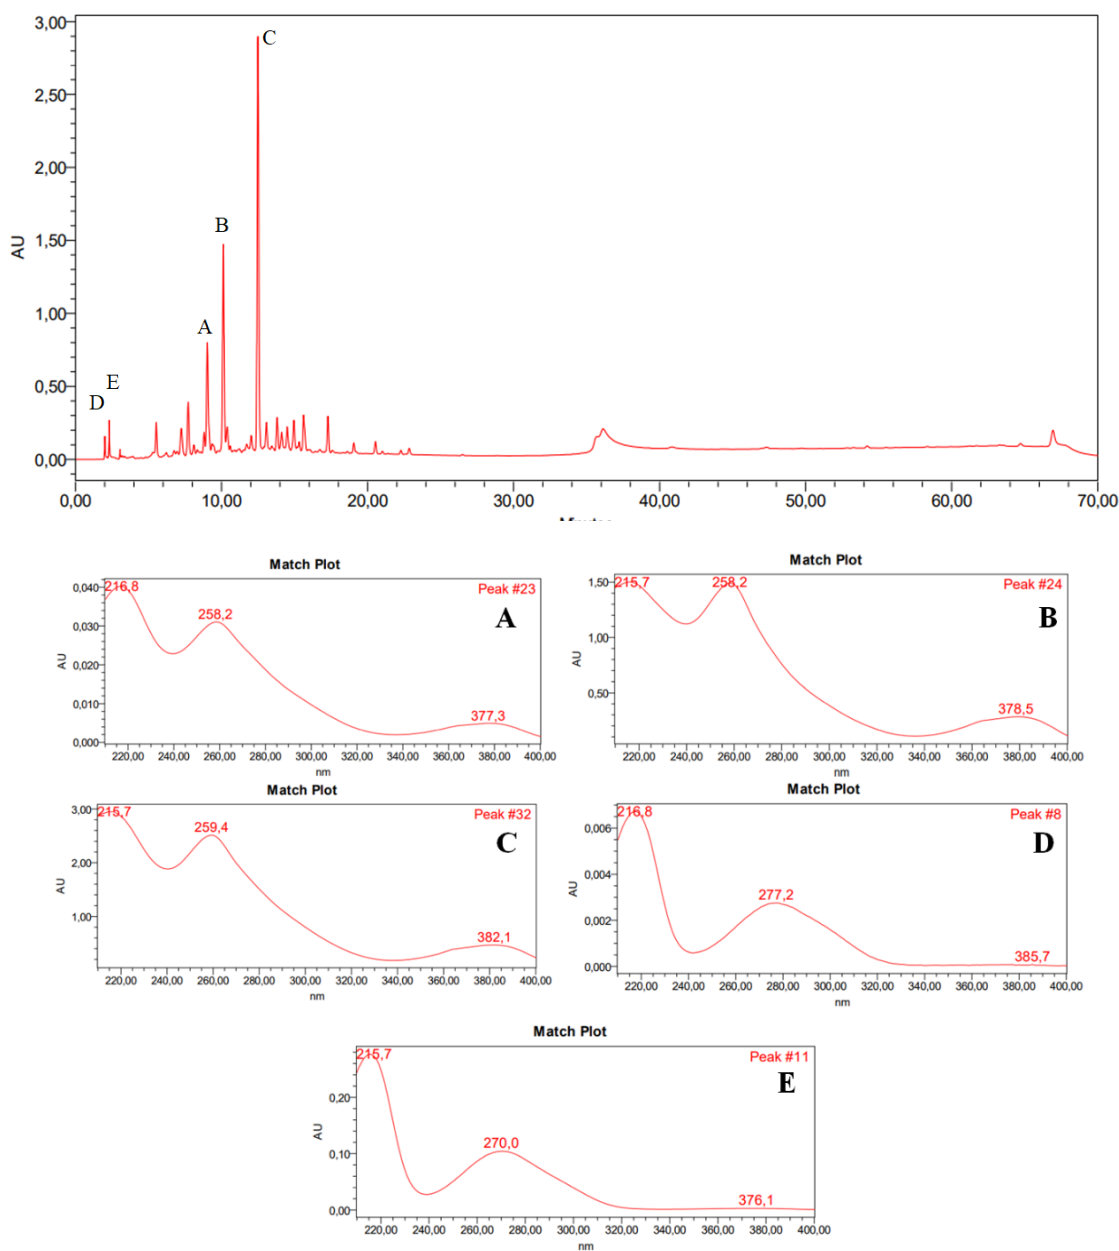 3,00
2,50
2,00
1,50
1,00
0,50
0,00
AU
C
B
A
E
D
0,00 10,00 20,00 30,00 40,00 50,00 60,00 70,00
Match Plot
Peak #23
A
216,8
258,2
377,3
0,040
0,030
0,020
0,010
0,000
AU
220,00 240,00 260,00 280,00 300,00 320,00 340,00 360,00 380,00 400,00
nm
Match Plot
Peak #24
B
215,7
258,2
378,5
1,50
1,00
0,50
AU
220,00 240,00 260,00 280,00 300,00 320,00 340,00 360,00 380,00 400,00
nm
Match Plot
Peak #32
C
215,7
259,4
382,1
3,00
2,00
1,00
AU
220,00 240,00 260,00 280,00 300,00 320,00 340,00 360,00 380,00 400,00
nm
Match Plot
Peak #8
D
216,8
277,2
385,7
0,006
0,004
0,002
0,000
AU
220,00 240,00 260,00 280,00 300,00 320,00 340,00 360,00 380,00 400,00
nm
Match Plot
Peak #11
E
215,7
270,0
376,1
0,20
0,10
0,00
AU
220,00 240,00 260,00 280,00 300,00 320,00 340,00 360,00 380,00 400,00
nm